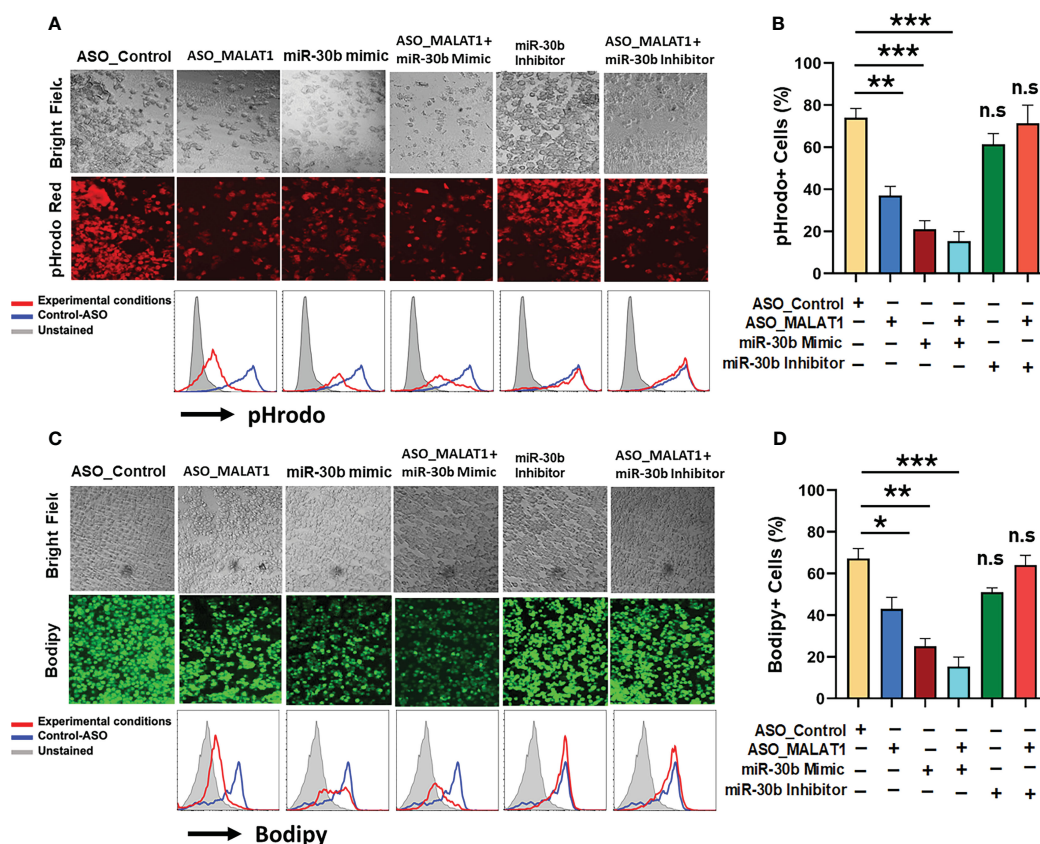 A
ASO_Control
ASO_MALAT1
miR-30b mimic
ASO_MALAT1+
miR-30b Mimic
miR-30b
Inhibitor
ASO_MALAT1+
miR-30b Inhibitor
Bright Field
pHrodo Red
Experimental conditions
Control-ASO
Unstained
pHrodo
B
***
***
**
n.s
n.s
pHrodo+ Cells (%)
100
80
60
40
20
0
ASO_Control + – – – – –
ASO_MALAT1 – + – + – +
miR-30b Mimic – – + + – –
miR-30b Inhibitor – – – – + +
C
ASO_Control
ASO_MALAT1
miR-30b mimic
ASO_MALAT1+
miR-30b Mimic
miR-30b
Inhibitor
ASO_MALAT1+
miR-30b Inhibitor
Bright Field
Bodipy
Experimental conditions
Control-ASO
Unstained
Bodipy
D
***
**
*
n.s
n.s
Bodipy+ Cells (%)
100
80
60
40
20
0
ASO_Control + – – – – –
ASO_MALAT1 – + – + – +
miR-30b Mimic – – + + – –
miR-30b Inhibitor – – – – + +